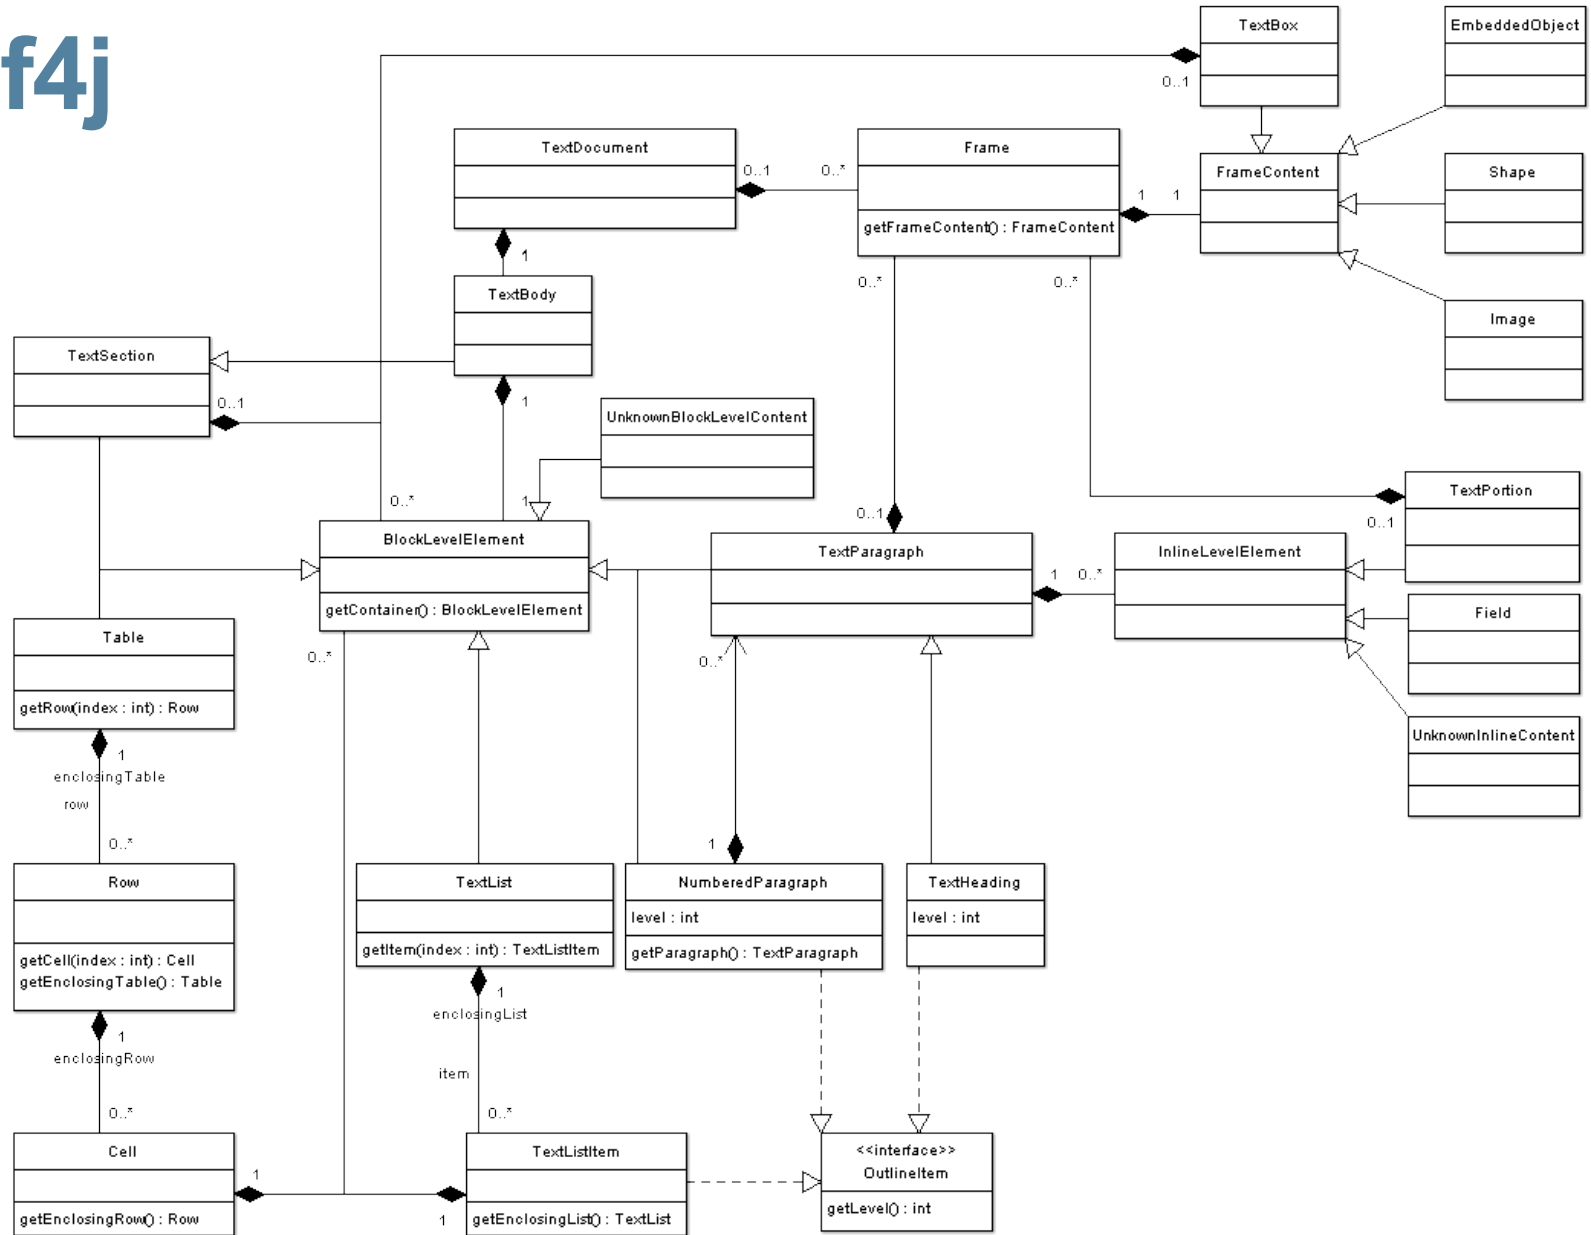 f4j
TextBox
EmbeddedObject
0..1
TextDocument
0..1
0..*
Frame
getFrameContent() : FrameContent
1
1
FrameContent
Shape
1
0..*
0..*
TextBody
Image
TextSection
0..1
1
UnknownBlockLevelContent
0..*
1
0..1
TextPortion
0..1
BlockLevelElement
getContainer() : BlockLevelElement
TextParagraph
1
0..*
InlineLevelElement
Field
Table
getRow(index : int) : Row
0..*
0..*
UnknownInlineContent
1
enclosingTable
row
0..*
1
Row
getCell(index : int) : Cell
getEnclosingTable() : Table
TextList
getItem(index : int) : TextListItem
NumberedParagraph
level : int
getParagraph() : TextParagraph
TextHeading
level : int
1
enclosingRow
0..*
1
enclosingList
item
0..*
Cell
getEnclosingRow() : Row
1
1
TextListItem
getEnclosingList() : TextList
<<interface>>
OutlineItem
getLevel() : int